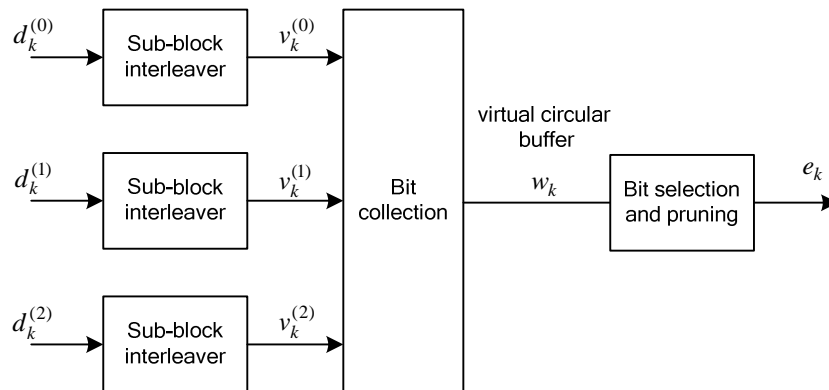 d_k^(0)
Sub-block
interleaver
v_k^(0)
d_k^(1)
Sub-block
interleaver
v_k^(1)
d_k^(2)
Sub-block
interleaver
v_k^(2)
Bit
collection
virtual circular
buffer
w_k
Bit selection
and pruning
e_k